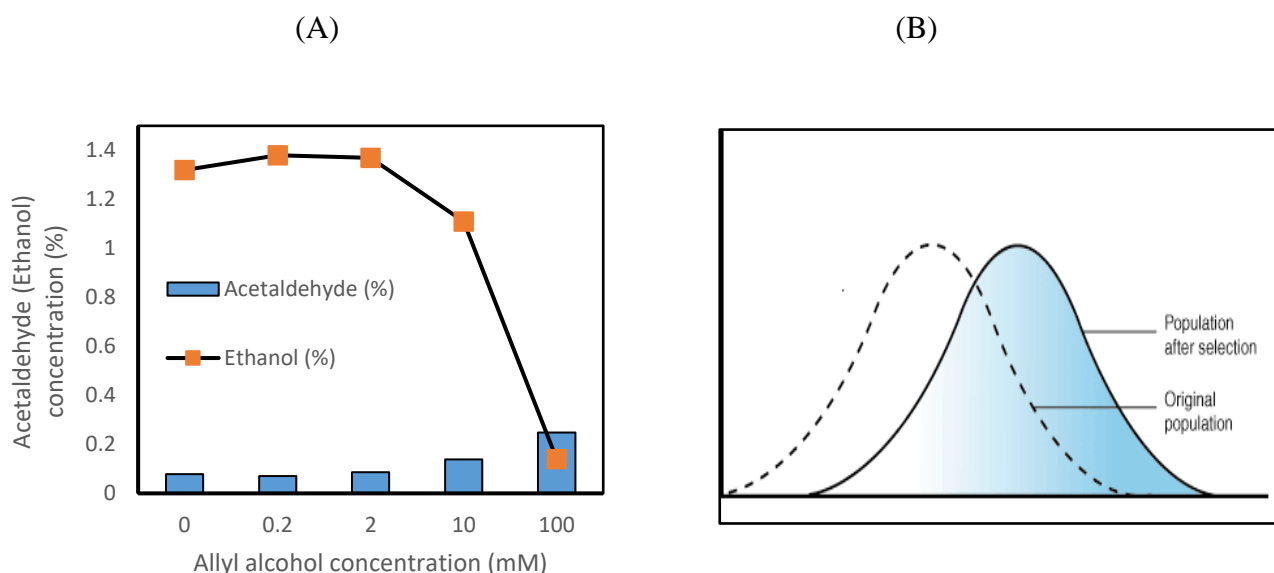 (A)
(B)
Acetaldehyde (Ethanol)
concentration (%)
1.4
1.2
1
0.8
0.6
0.4
0.2
0
Acetaldehyde (%)
Ethanol (%)
0 0.2 2 10 100
Allyl alcohol concentration (mM)
Population
after selection
Original
population